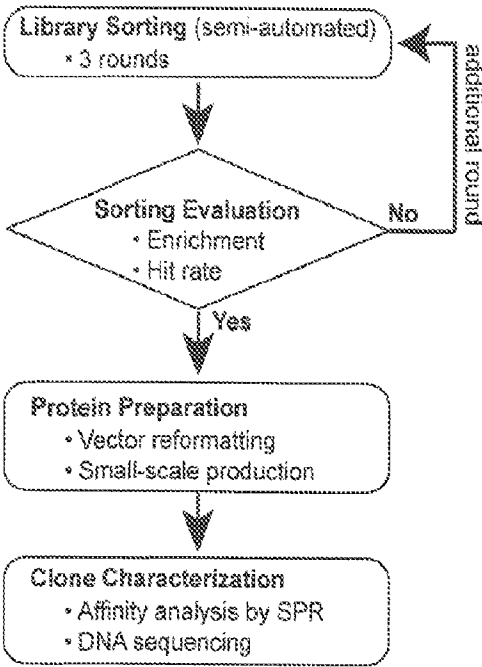 Library Sorting (semi-automated)
• 3 rounds
additional round
Sorting Evaluation
• Enrichment
• Hit rate
No
Yes
Protein Preparation
• Vector reformatting
• Small-scale production
Clone Characterization
• Affinity analysis by SPR
• DNA sequencing